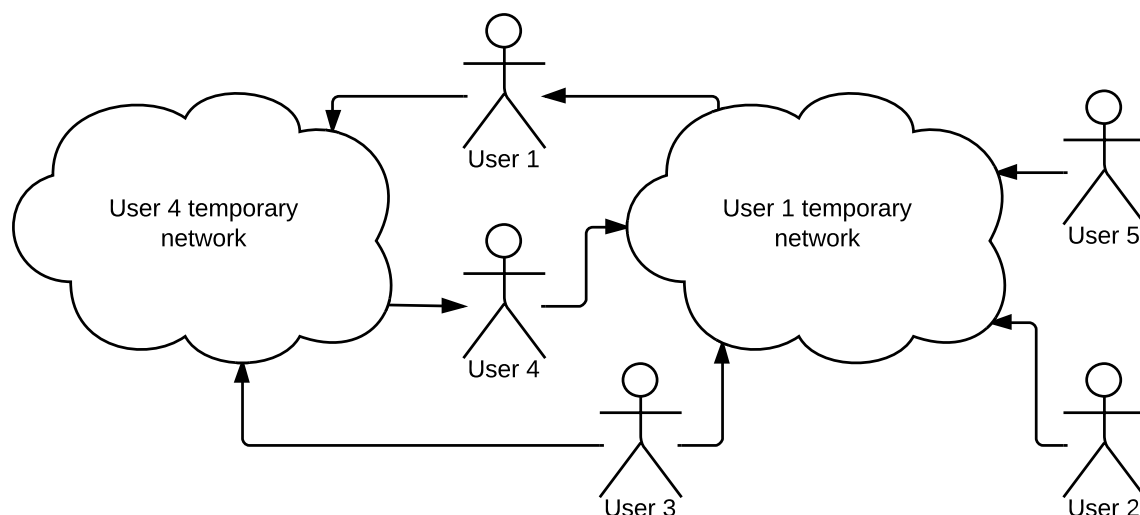 User 1
User 4 temporary
network
User 1 temporary
network
User 5
User 4
User 3
User 2